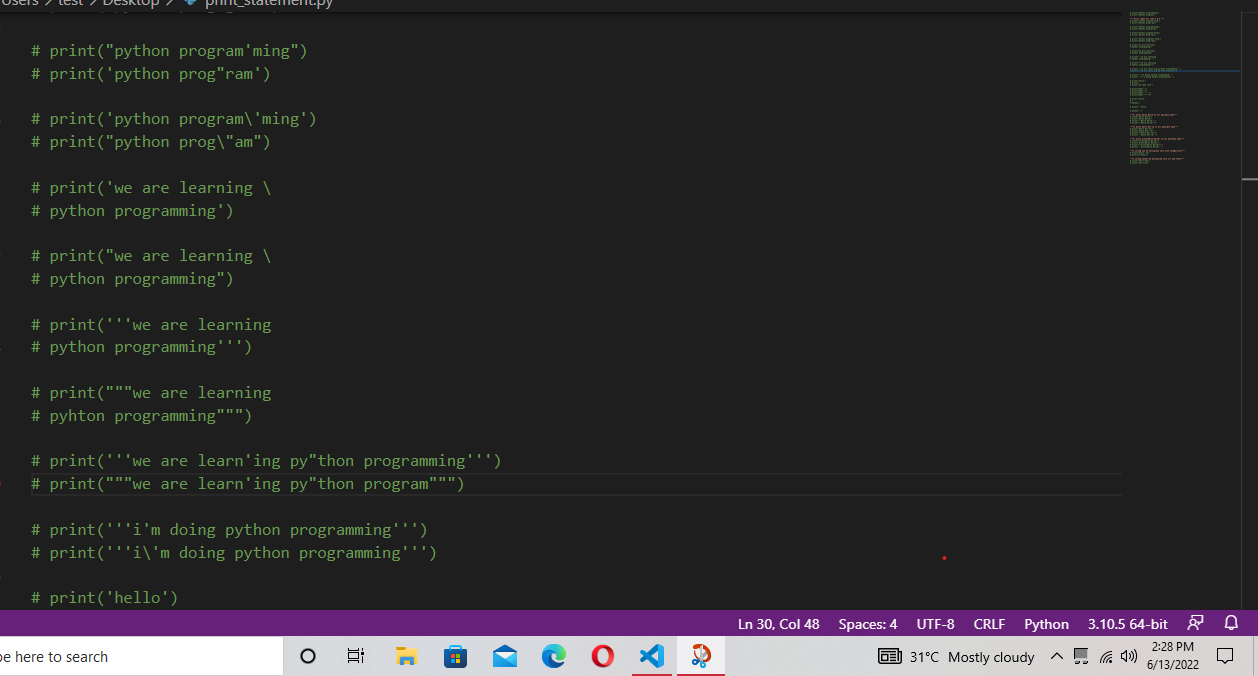 Users > test > Desktop > print_statement.py
# print("python program'ming")
# print('python prog"ram')
# print('python program\'ming')
# print("python prog\"am")
# print('we are learning \
# python programming')
# print("we are learning \
# python programming")
# print('''we are learning
# python programming''')
# print("""we are learning
# pyhton programming""")
# print('''we are learn'ing py"thon programming''')
# print("""we are learn'ing py"thon program""")
# print('''i'm doing python programming''')
# print('''i\'m doing python programming''')
# print('hello')
Ln 30, Col 48 Spaces: 4 UTF-8 CRLF Python 3.10.5 64-bit
pe here to search
31°C Mostly cloudy
2:28 PM
6/13/2022